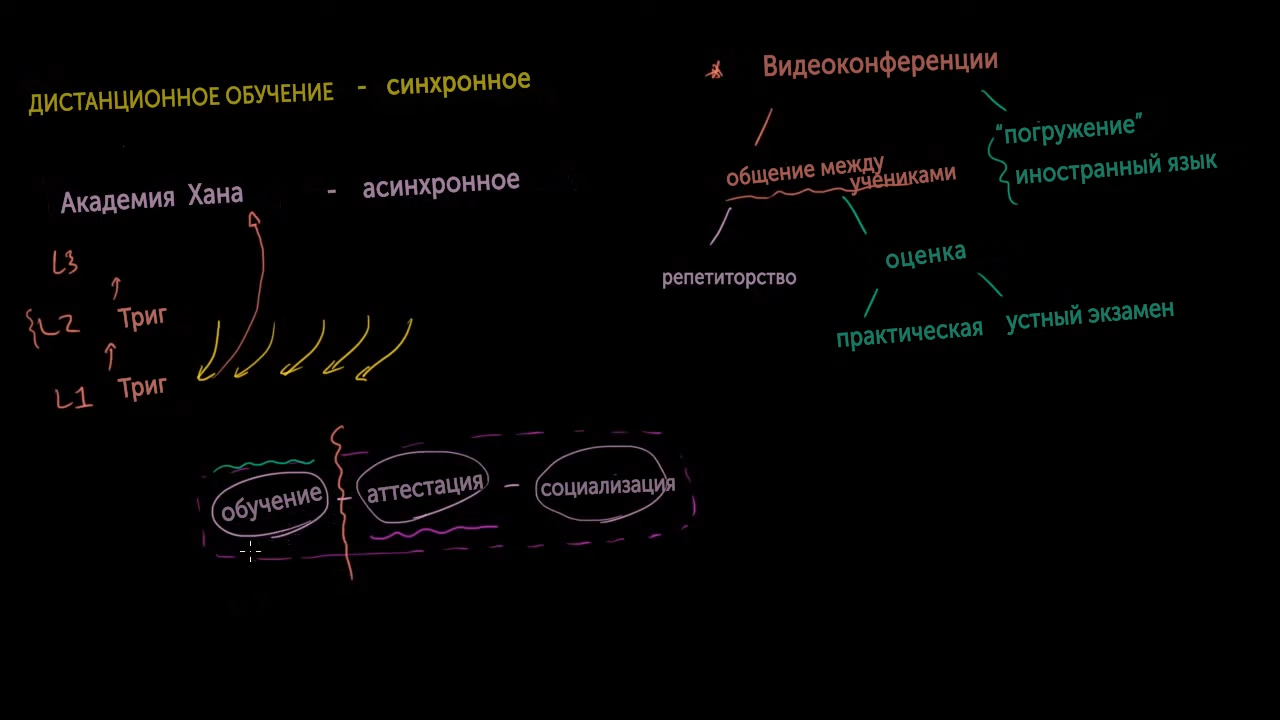 ДИСТАНЦИОННОЕ ОБУЧЕНИЕ - синхронное
Академия Хана - асинхронное
L3
L2 Триг
L1 Триг
обучение - аттестация - социализация
* Видеоконференции
"погружение"
иностранный язык
общение между
учениками
репетиторство
оценка
практическая
устный экзамен